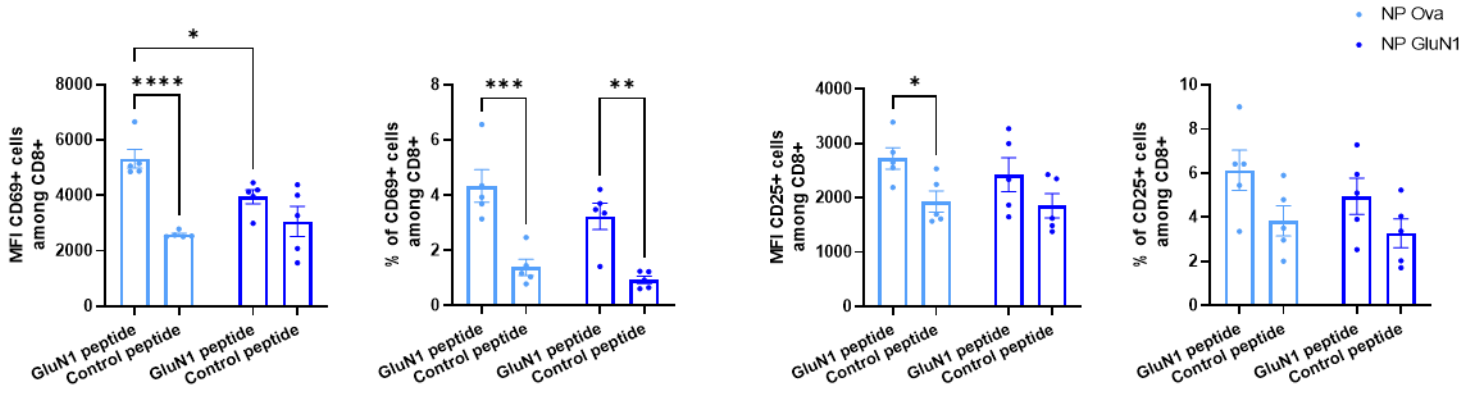 NP Ova
NP GluN1
*
****
MFI CD69+ cells
among CD8+
8000
6000
4000
2000
0
GluN1 peptide
Control peptide
GluN1 peptide
Control peptide
***
**
% of CD69+ cells
among CD8+
8
6
4
2
0
GluN1 peptide
Control peptide
GluN1 peptide
Control peptide
*
MFI CD25+ cells
among CD8+
4000
3000
2000
1000
0
GluN1 peptide
Control peptide
GluN1 peptide
Control peptide
% of CD25+ cells
among CD8+
10
8
6
4
2
0
GluN1 peptide
Control peptide
GluN1 peptide
Control peptide